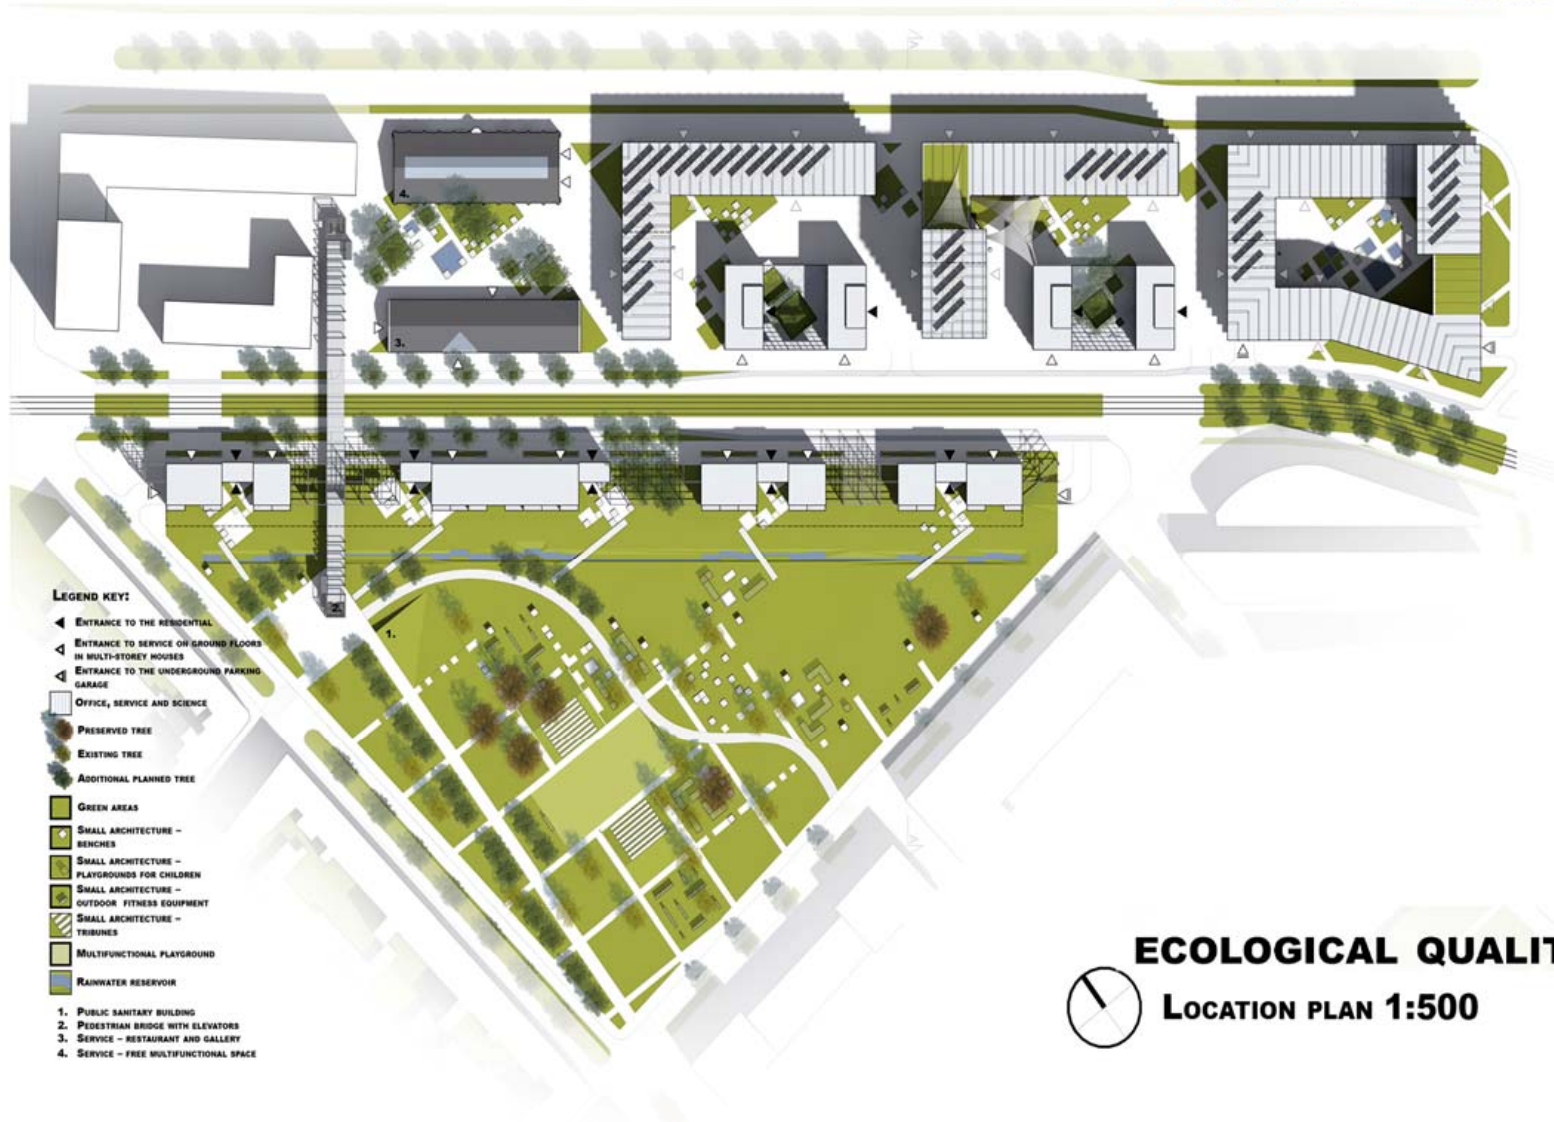 4.
3.
2.
1.
LEGEND KEY:
ENTRANCE TO THE RESIDENTIAL
ENTRANCE TO SERVICE ON GROUND FLOORS
IN MULTI-STOREY HOUSES
ENTRANCE TO THE UNDERGROUND PARKING
GARAGE
OFFICE, SERVICE AND SCIENCE
PRESERVED TREE
EXISTING TREE
ADDITIONAL PLANNED TREE
GREEN AREAS
SMALL ARCHITECTURE –
BENCHES
SMALL ARCHITECTURE –
PLAYGROUNDS FOR CHILDREN
SMALL ARCHITECTURE –
OUTDOOR FITNESS EQUIPMENT
SMALL ARCHITECTURE –
TRIBUNES
MULTIFUNCTIONAL PLAYGROUND
RAINWATER RESERVOIR
1. PUBLIC SANITARY BUILDING
2. PEDESTRIAN BRIDGE WITH ELEVATORS
3. SERVICE – RESTAURANT AND GALLERY
4. SERVICE – FREE MULTIFUNCTIONAL SPACE
ECOLOGICAL QUALIT
LOCATION PLAN 1:500